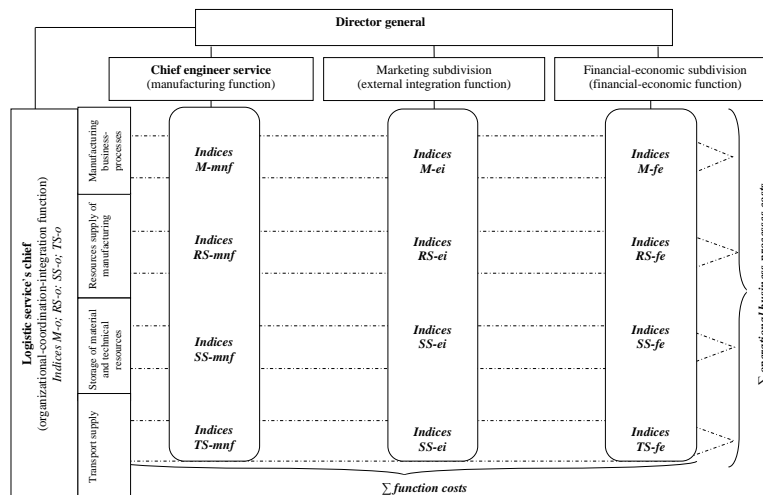 Director general
Chief engineer service
(manufacturing function)
Marketing subdivision
(external integration function)
Financial-economic subdivision
(financial-economic function)
Logistic service's chief
(organizational-coordination-integration function)
Indices M-o; RS-o; SS-o; TS-o
Manufacturing
business-
processes
Indices
M-mnf
Indices
M-ei
Indices
M-fe
Resources supply of
manufacturing
Indices
RS-mnf
Indices
RS-ei
Indices
RS-fe
Storage of material
and technical
resources
Indices
SS-mnf
Indices
SS-ei
Indices
SS-fe
Transport supply
Indices
TS-mnf
Indices
SS-ei
Indices
TS-fe
∑ function costs
∑ operational business-processes costs